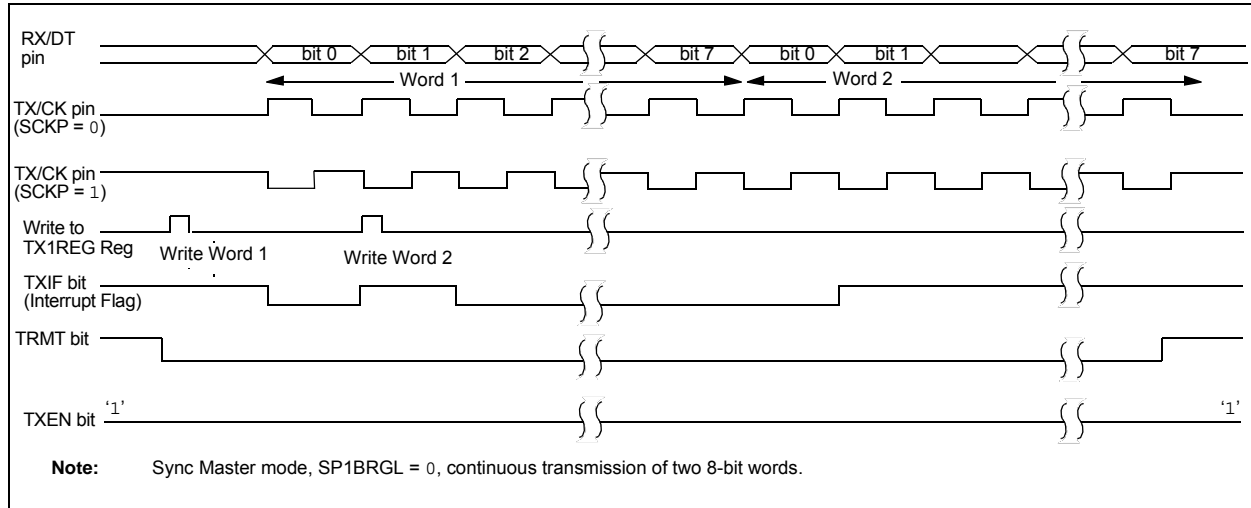 RX/DT
pin
bit 0 bit 1 bit 2 bit 7 bit 0 bit 1 bit 7
Word 1 Word 2
TX/CK pin
(SCKP = 0)
TX/CK pin
(SCKP = 1)
Write to
TX1REG Reg
Write Word 1 Write Word 2
TXIF bit
(Interrupt Flag)
TRMT bit
TXEN bit
‘1’ ‘1’
Note: Sync Master mode, SP1BRGL = 0, continuous transmission of two 8-bit words.